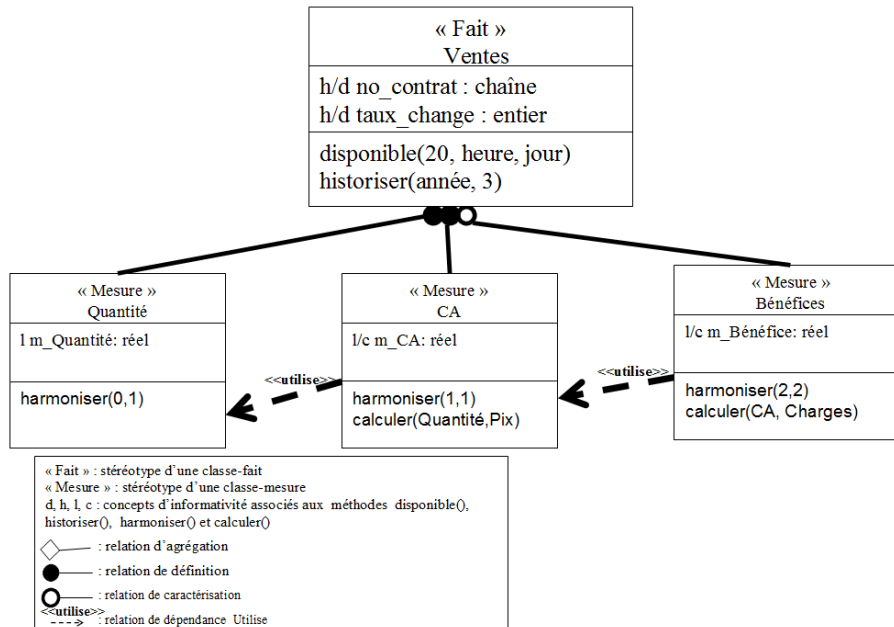 « Fait »
Ventes
h/d no_contrat : chaîne
h/d taux_change : entier
disponible(20, heure, jour)
historiser(année, 3)
« Mesure »
Quantité
l m_Quantité: réel
harmoniser(0,1)
<<utilise>>
« Mesure »
CA
l/c m_CA: réel
harmoniser(1,1)
calculer(Quantité,Pix)
<<utilise>>
« Mesure »
Bénéfices
l/c m_Bénéfice: réel
harmoniser(2,2)
calculer(CA, Charges)
« Fait » : stéréotype d'une classe-fait
« Mesure » : stéréotype d'une classe-mesure
d, h, l, c : concepts d'informativité associés aux méthodes disponible(),
historiser(), harmoniser() et calculer()
: relation d'agrégation
: relation de définition
: relation de caractérisation
<<utilise>>
: relation de dépendance Utilise